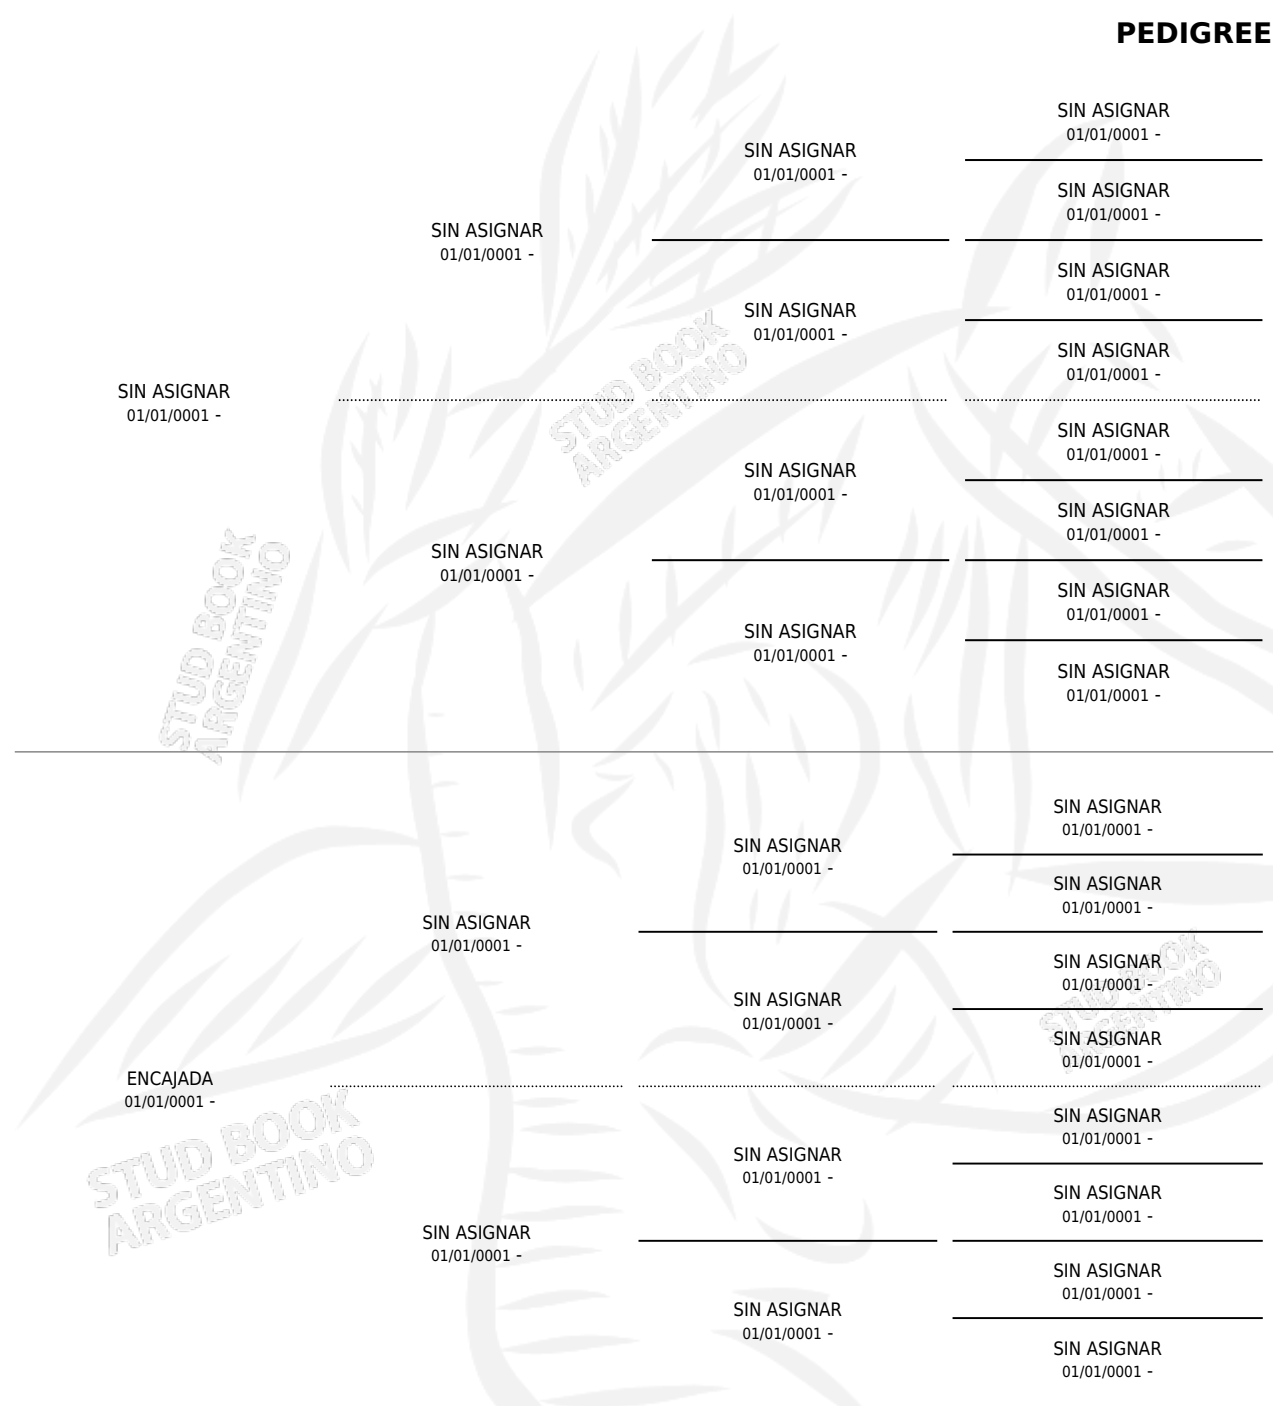 PEDIGREE
SIN ASIGNAR
01/01/0001 -
SIN ASIGNAR
01/01/0001 -
SIN ASIGNAR
01/01/0001 -
SIN ASIGNAR
01/01/0001 -
SIN ASIGNAR
01/01/0001 -
SIN ASIGNAR
01/01/0001 -
SIN ASIGNAR
01/01/0001 -
SIN ASIGNAR
01/01/0001 -
STUD BOOK
ARGENTINO
SIN ASIGNAR
01/01/0001 -
SIN ASIGNAR
01/01/0001 -
SIN ASIGNAR
01/01/0001 -
SIN ASIGNAR
01/01/0001 -
STUD BOOK
ARGENTINO
SIN ASIGNAR
01/01/0001 -
SIN ASIGNAR
01/01/0001 -
SIN ASIGNAR
01/01/0001 -
SIN ASIGNAR
01/01/0001 -
SIN ASIGNAR
01/01/0001 -
SIN ASIGNAR
01/01/0001 -
SIN ASIGNAR
01/01/0001 -
SIN ASIGNAR
01/01/0001 -
SIN ASIGNAR
01/01/0001 -
SIN ASIGNAR
01/01/0001 -
STUD BOOK
ARGENTINO
SIN ASIGNAR
01/01/0001 -
SIN ASIGNAR
01/01/0001 -
ENCAJADA
01/01/0001 -
STUD BOOK
ARGENTINO
SIN ASIGNAR
01/01/0001 -
SIN ASIGNAR
01/01/0001 -
SIN ASIGNAR
01/01/0001 -
SIN ASIGNAR
01/01/0001 -
SIN ASIGNAR
01/01/0001 -
SIN ASIGNAR
01/01/0001 -
SIN ASIGNAR
01/01/0001 -